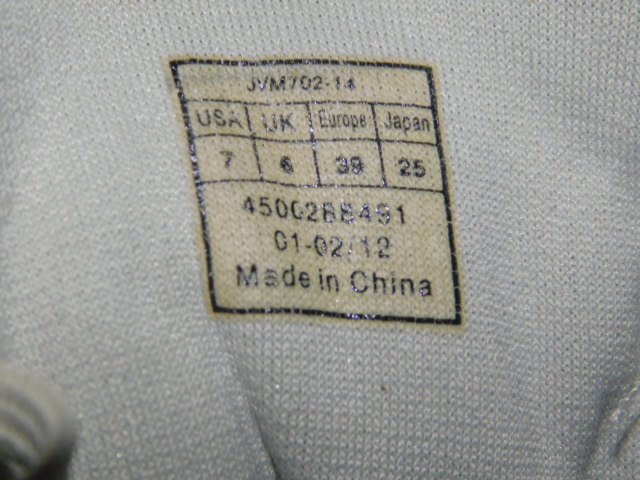 JVM702-14
USA UK Europe Japan
7 6 39 25
4500288491
01-02/12
Made in China